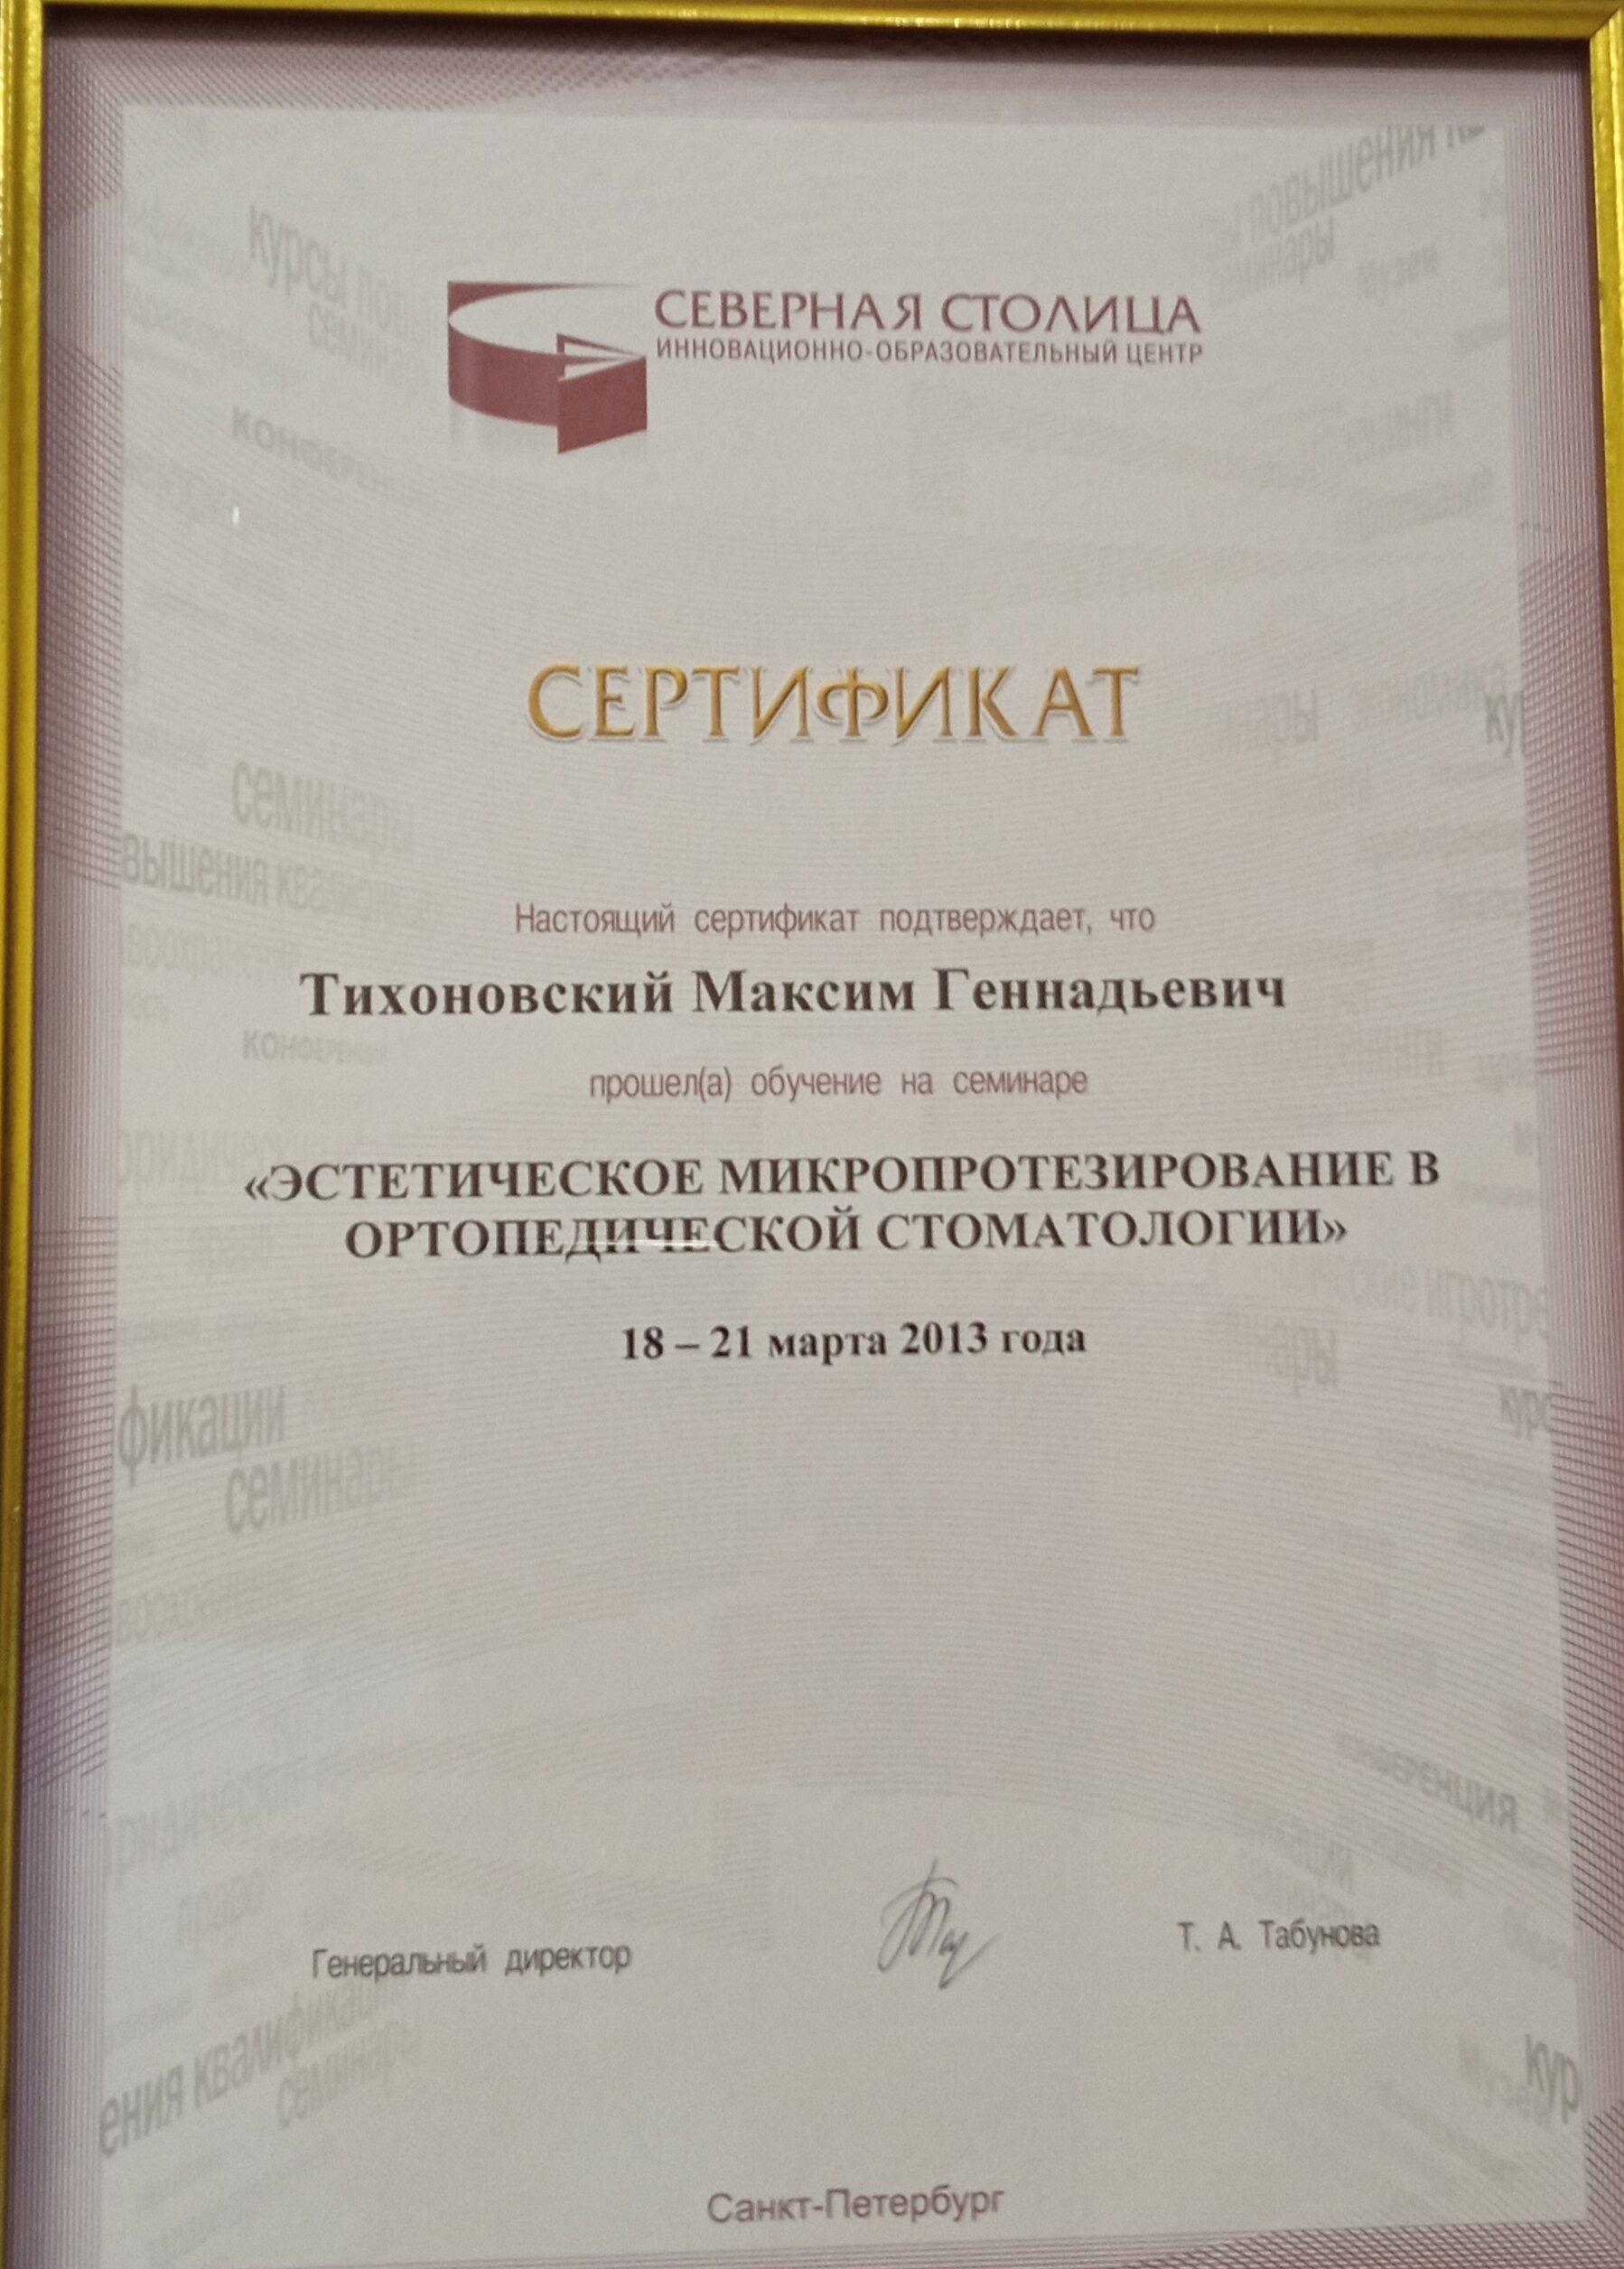 СЕВЕРНАЯ СТОЛИЦА
ИННОВАЦИОННО-ОБРАЗОВАТЕЛЬНЫЙ ЦЕНТР
СЕРТИФИКАТ
Настоящий сертификат подтверждает, что
Тихоновский Максим Геннадьевич
прошел(а) обучение на семинаре
«ЭСТЕТИЧЕСКОЕ МИКРОПРОТЕЗИРОВАНИЕ В
ОРТОПЕДИЧЕСКОЙ СТОМАТОЛОГИИ»
18 – 21 марта 2013 года
Генеральный директор
Т. А. Табунова
Санкт-Петербург